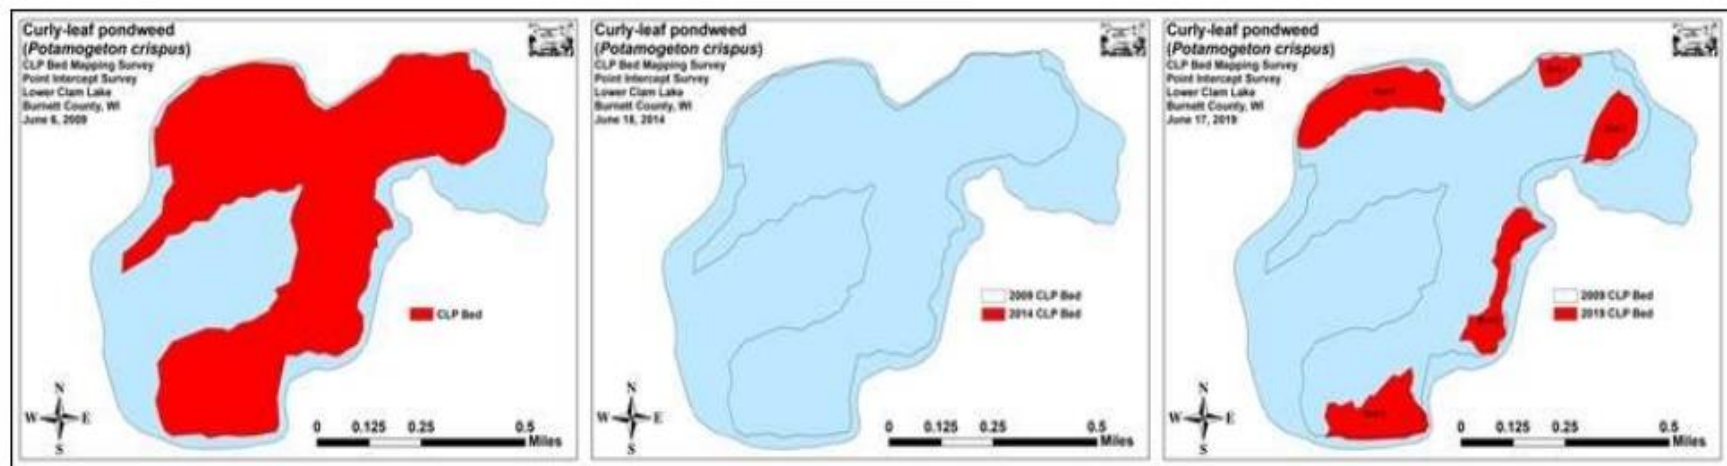 Curly-leaf pondweed
(Potamogeton crispus)
CLP Bed Mapping Survey
Point Intercept Survey
Lower Clam Lake
Burnett County, WI
June 6, 2009
CLP Bed
N
W E
S
0 0.125 0.25 0.5
Miles
Curly-leaf pondweed
(Potamogeton crispus)
CLP Bed Mapping Survey
Point Intercept Survey
Lower Clam Lake
Burnett County, WI
June 18, 2014
2009 CLP Bed
2014 CLP Bed
N
W E
S
0 0.125 0.25 0.5
Miles
Curly-leaf pondweed
(Potamogeton crispus)
CLP Bed Mapping Survey
Point Intercept Survey
Lower Clam Lake
Burnett County, WI
June 17, 2019
2009 CLP Bed
2019 CLP Bed
N
W E
S
0 0.125 0.25 0.5
Miles